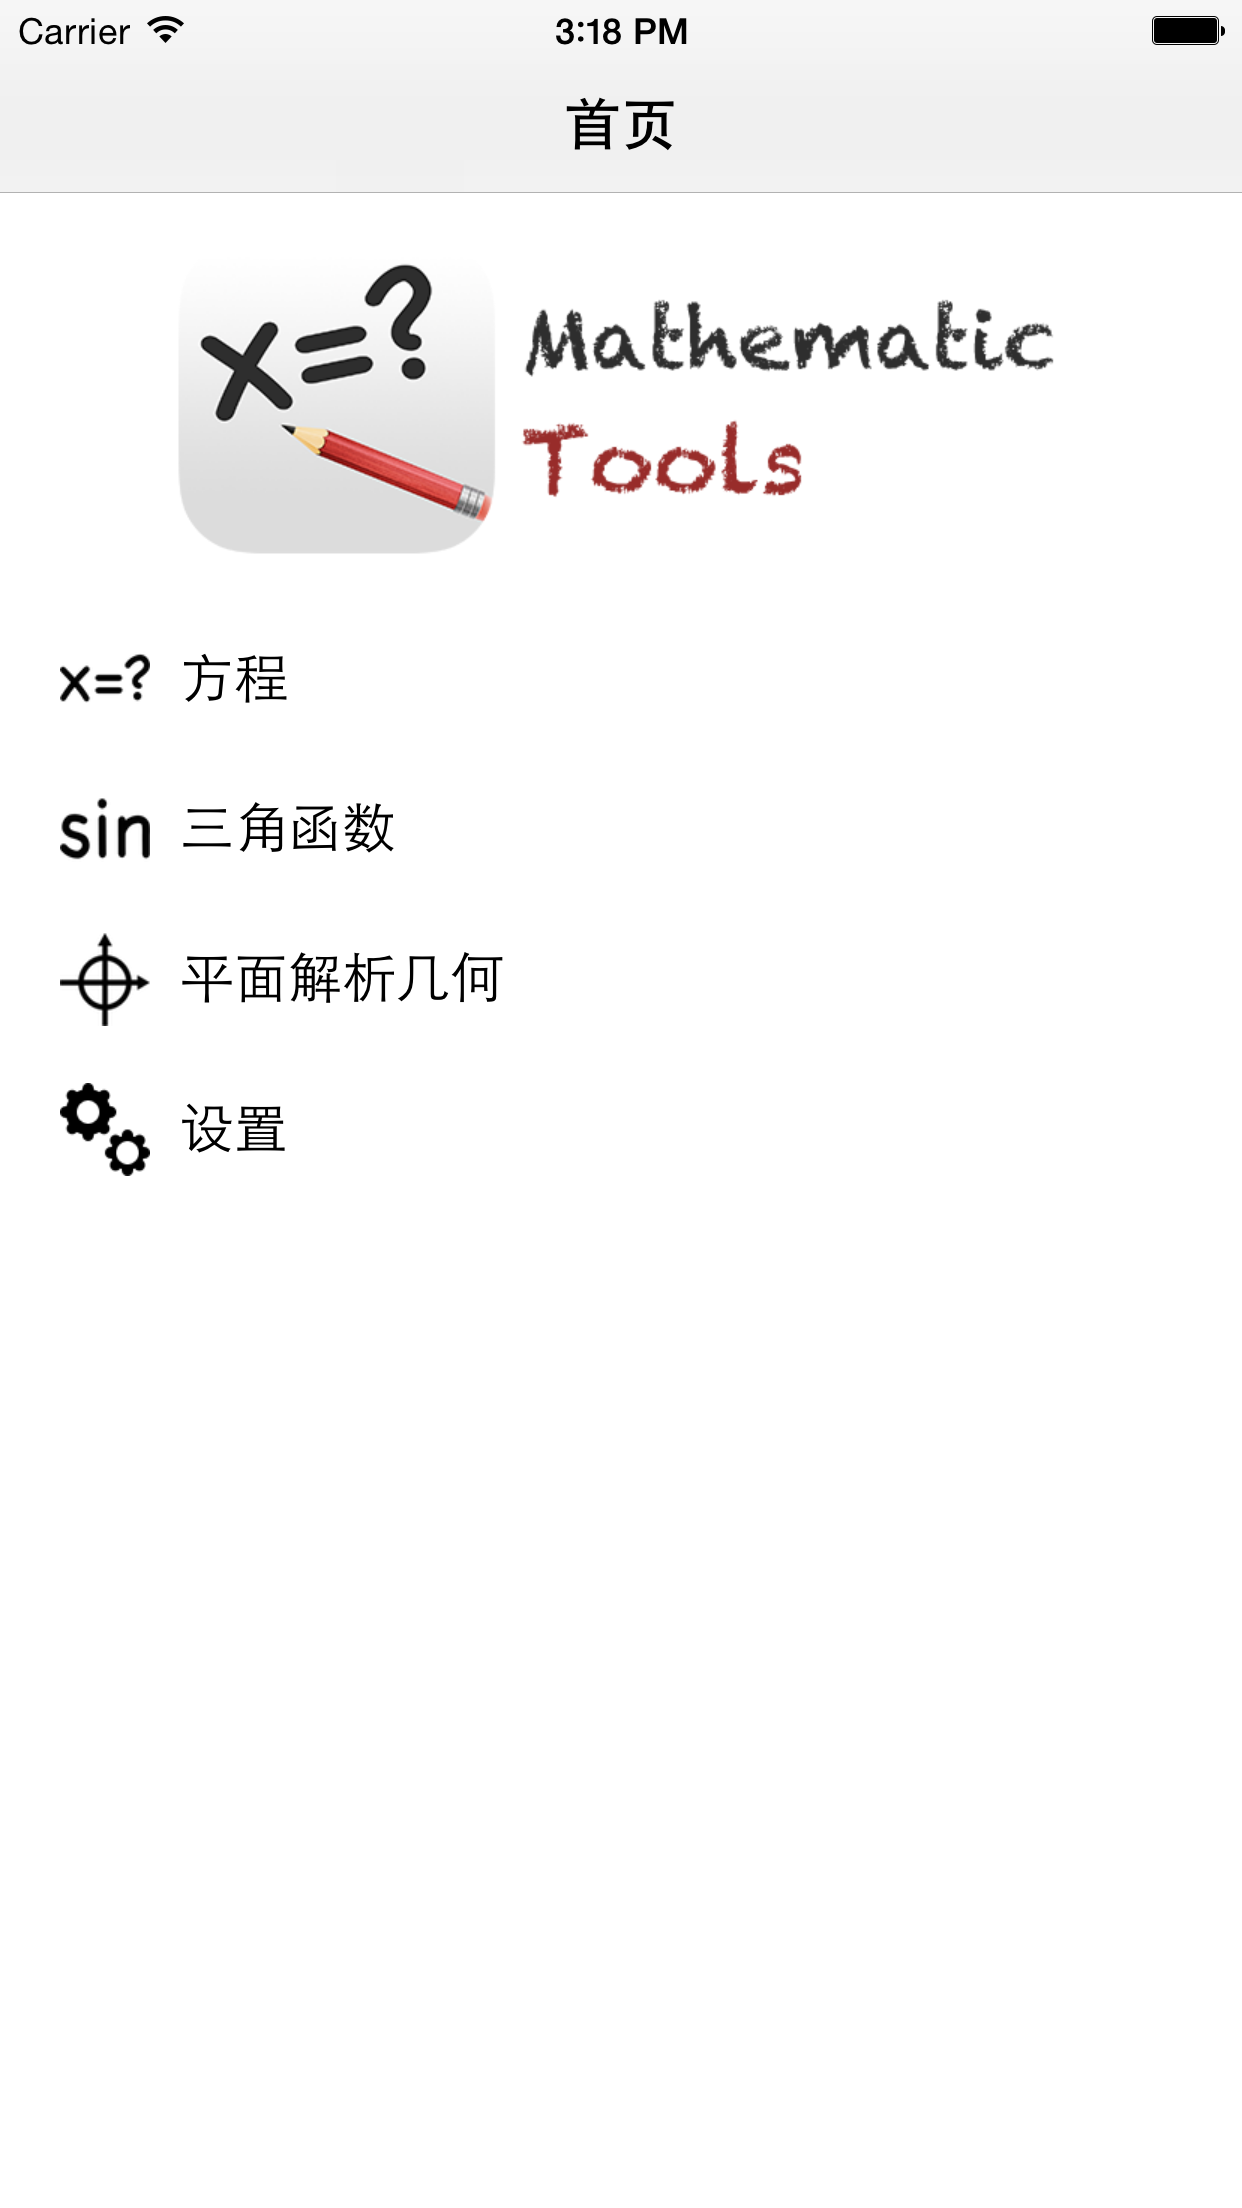 Carrier 3:18 PM
首页
x=?
Mathematic
Tools
x=? 方程
sin 三角函数
平面解析几何
设置